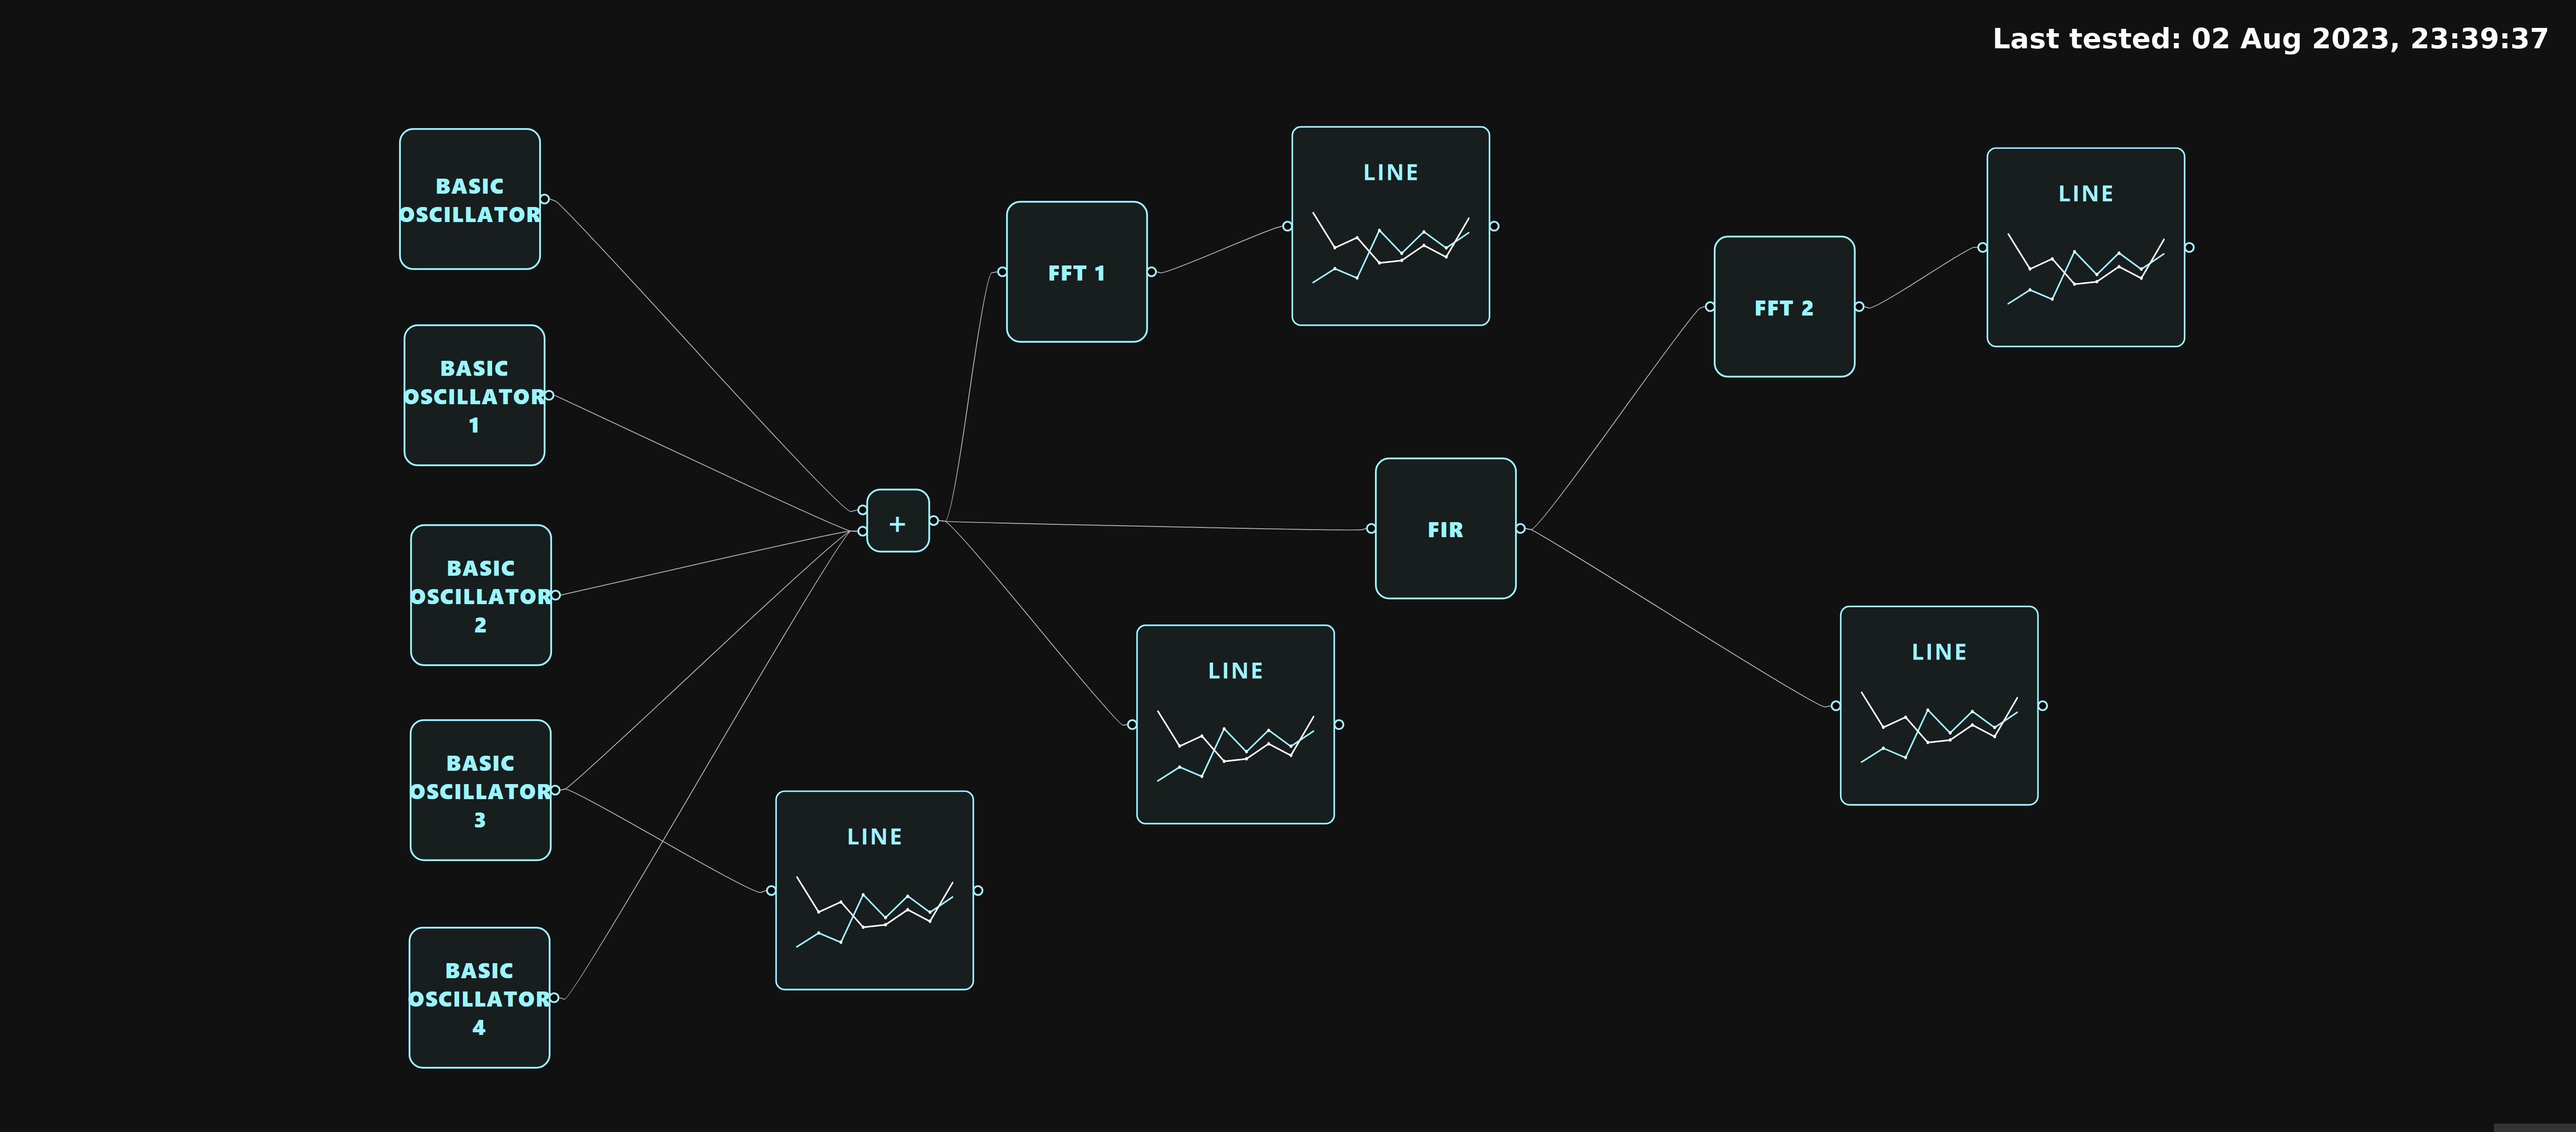 Last tested: 02 Aug 2023, 23:39:37
BASIC
OSCILLATOR
BASIC
OSCILLATOR
1
BASIC
OSCILLATOR
2
BASIC
OSCILLATOR
3
BASIC
OSCILLATOR
4
+
FFT 1
LINE
LINE
LINE
FIR
FFT 2
LINE
LINE